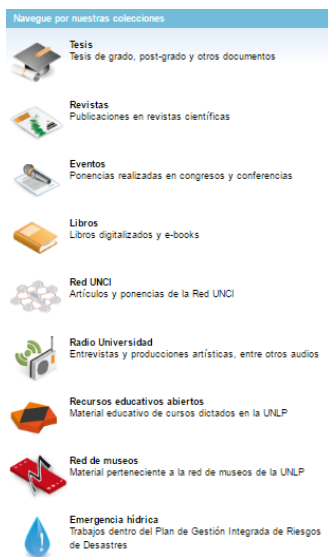 Navegue por nuestras colecciones
Tesis
Tesis de grado, post-grado y otros documentos
Revistas
Publicaciones en revistas científicas
Eventos
Ponencias realizadas en congresos y conferencias
Libros
Libros digitalizados y e-books
Red UNCI
Artículos y ponencias de la Red UNCI
Radio Universidad
Entrevistas y producciones artísticas, entre otros audios
Recursos educativos abiertos
Material educativo de cursos dictados en la UNLP
Red de museos
Material perteneciente a la red de museos de la UNLP
Emergencia hídrica
Trabajos dentro del Plan de Gestión Integrada de Riesgos
de Desastres